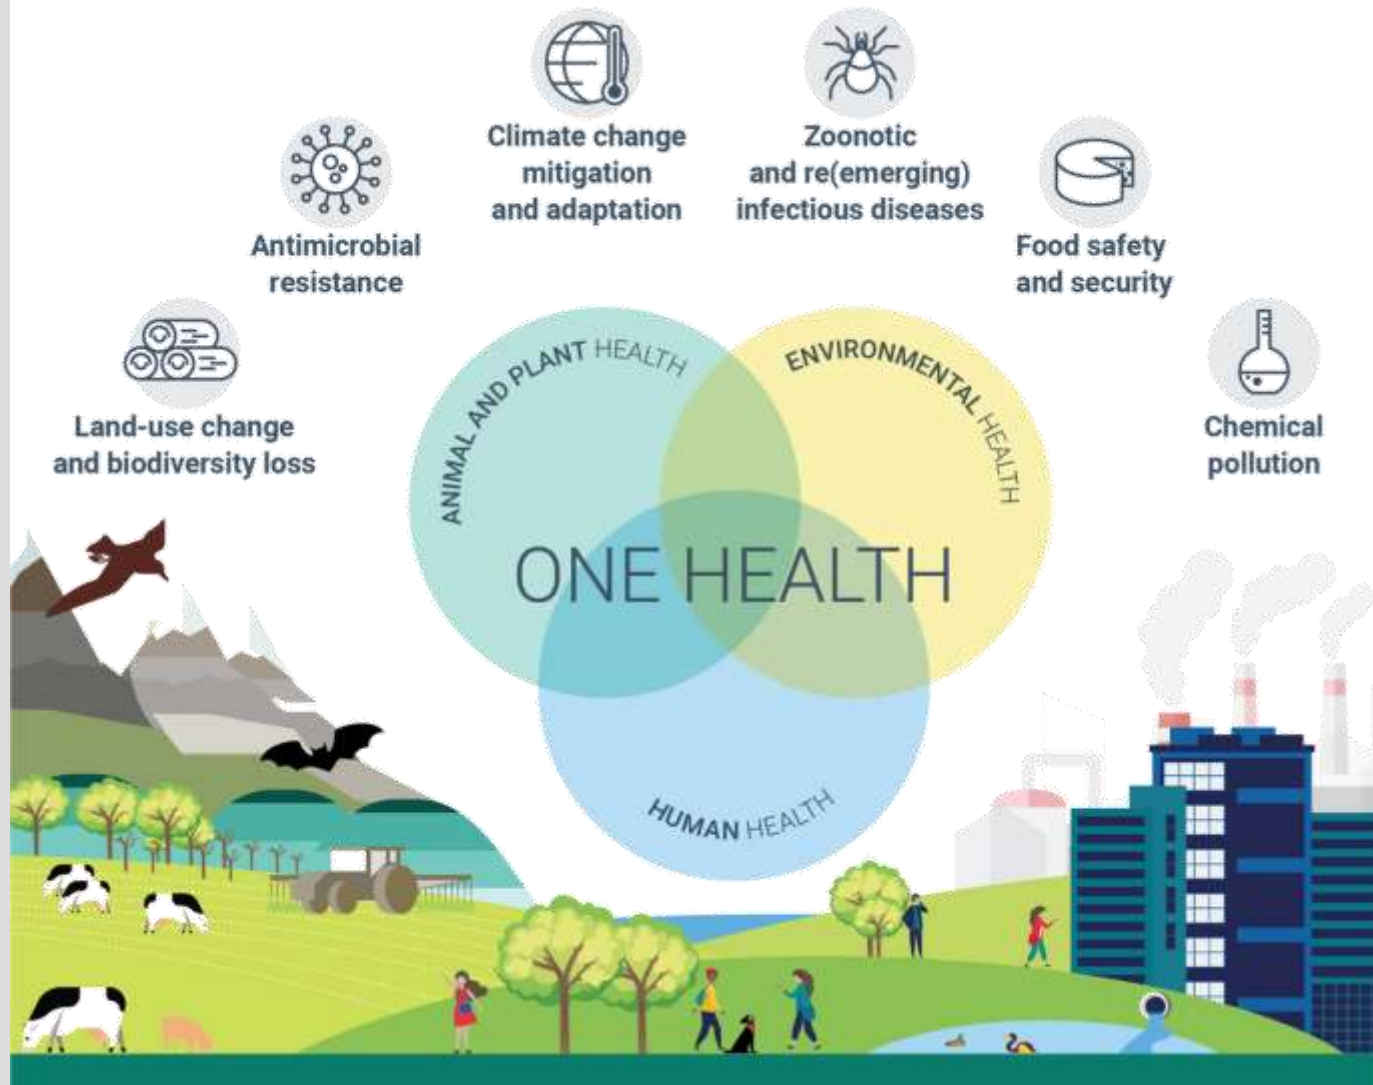 Climate change
mitigation
and adaptation
Zoonotic
and re(emerging)
infectious diseases
Antimicrobial
resistance
Food safety
and security
Land-use change
and biodiversity loss
Chemical
pollution
ANIMAL AND PLANT HEALTH
ENVIRONMENTAL HEALTH
ONE HEALTH
HUMAN HEALTH